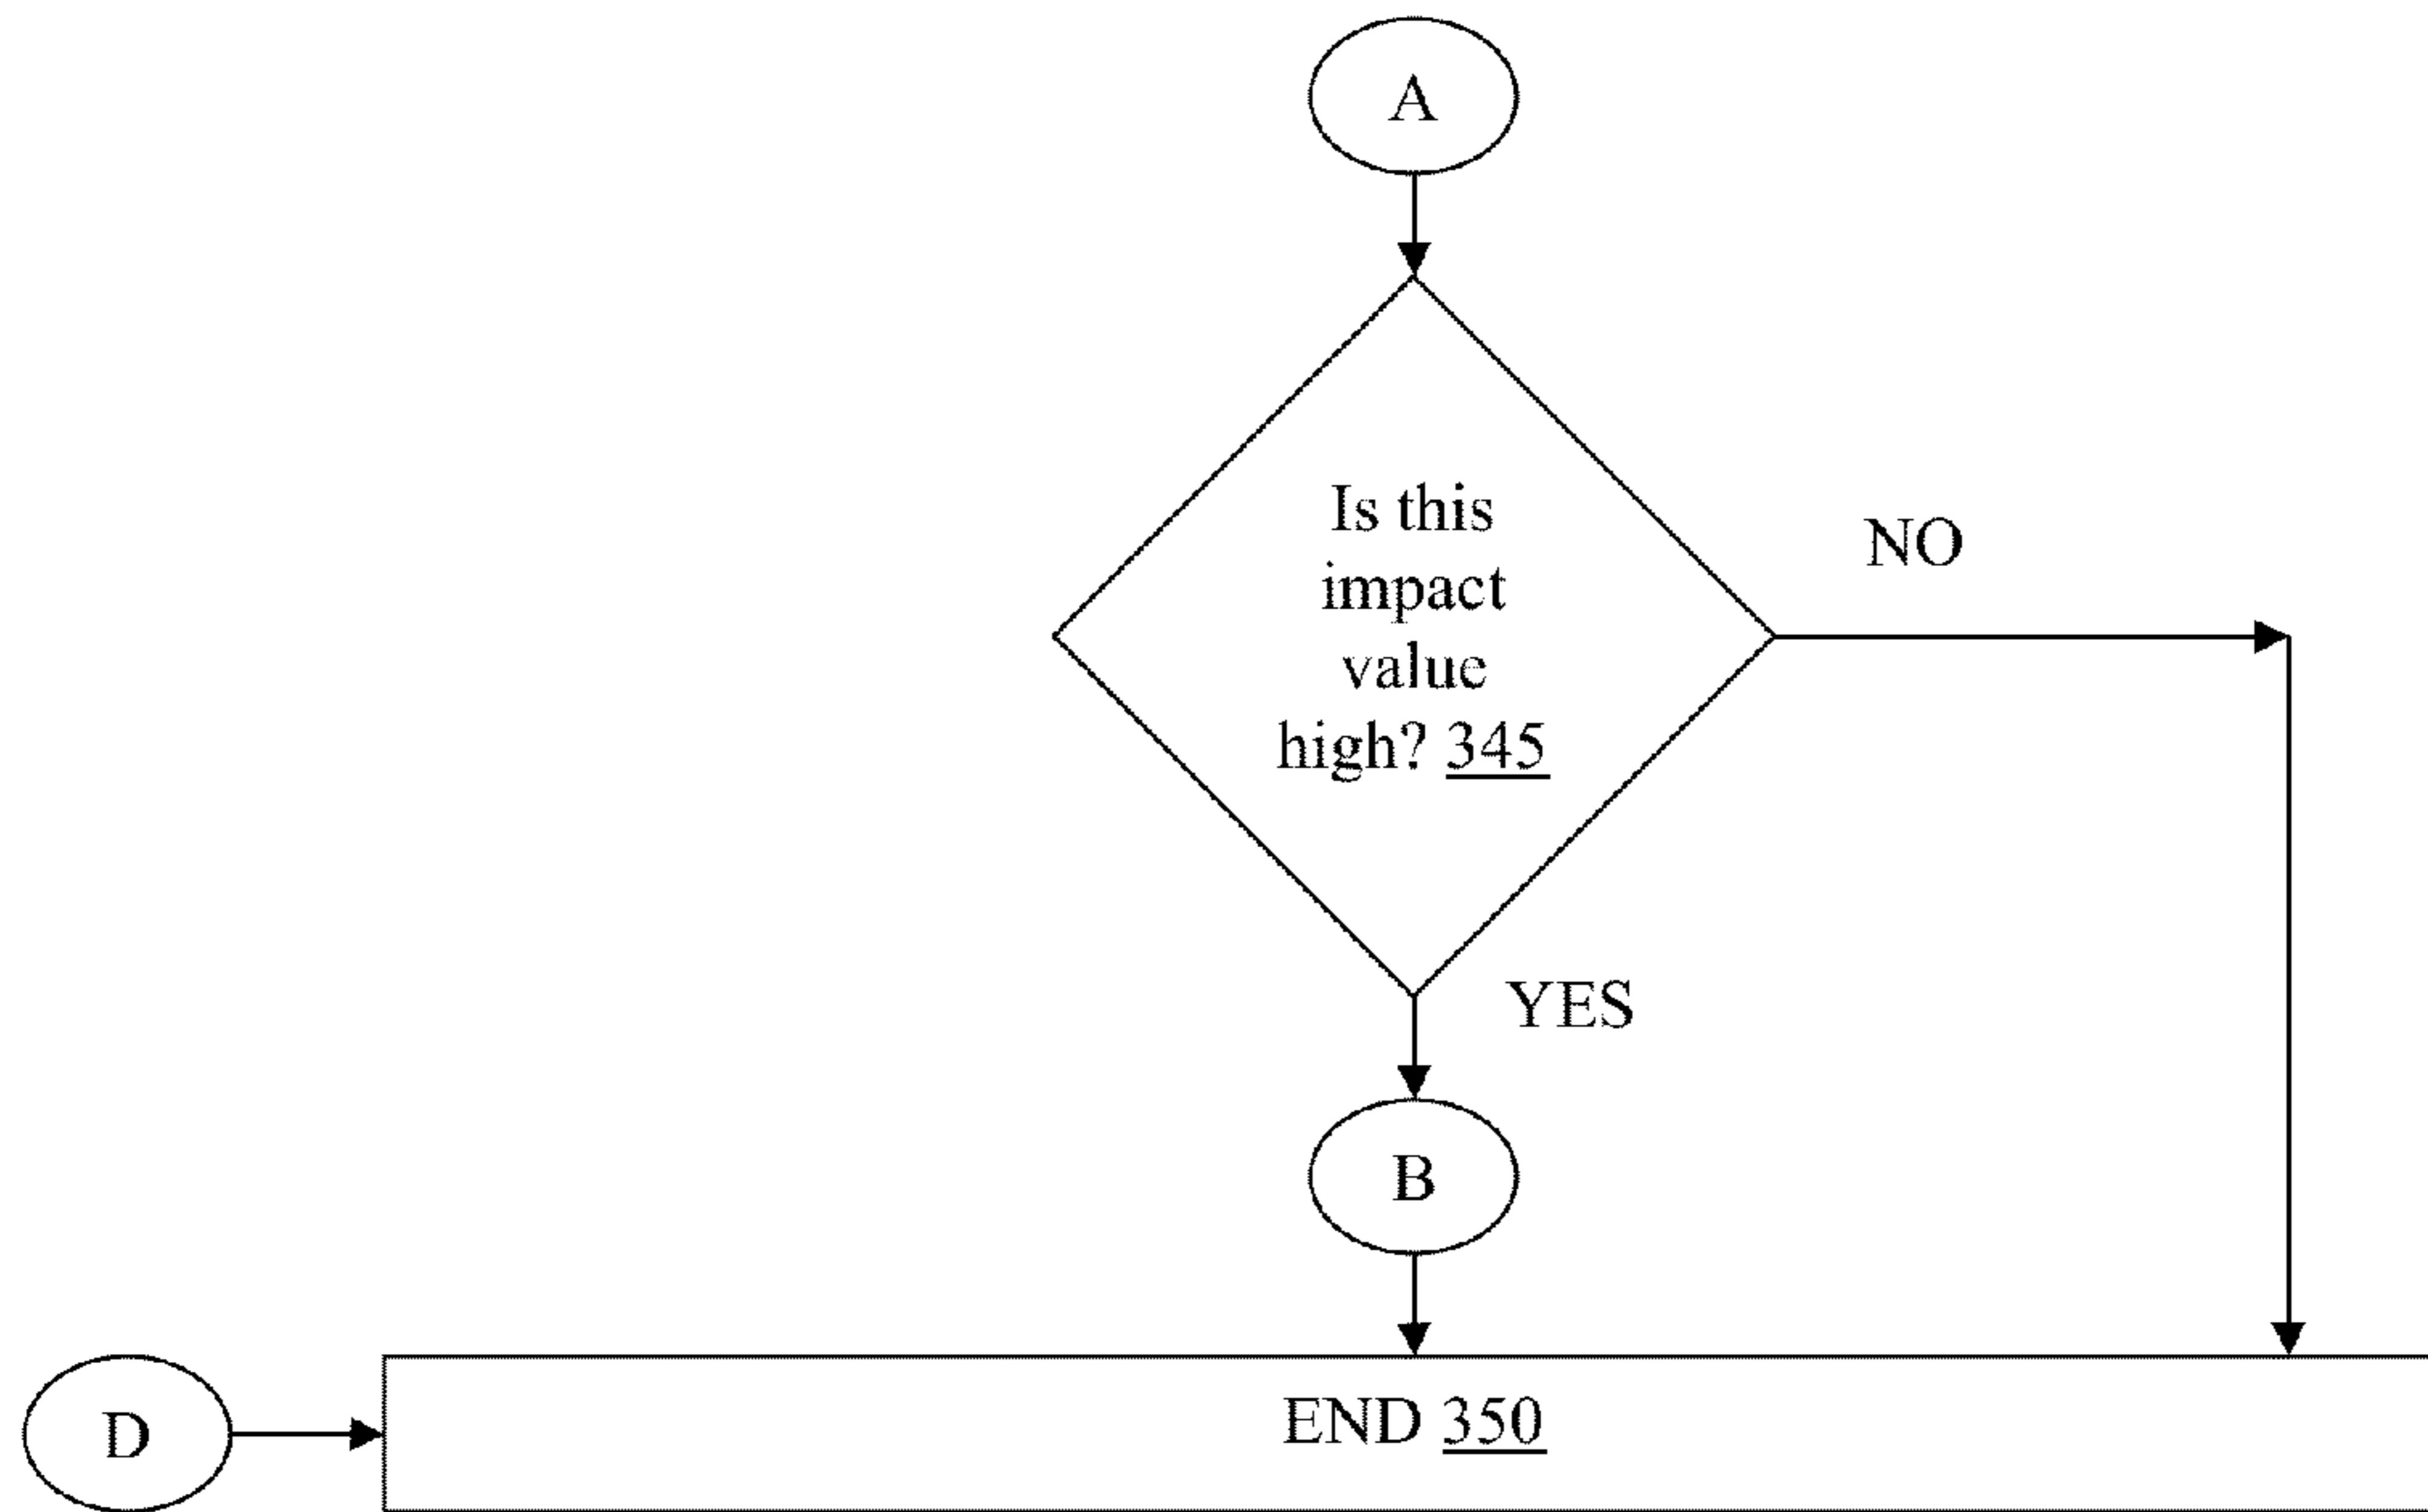 A
Is this
impact
value
high? 345
NO
YES
B
D
END 350